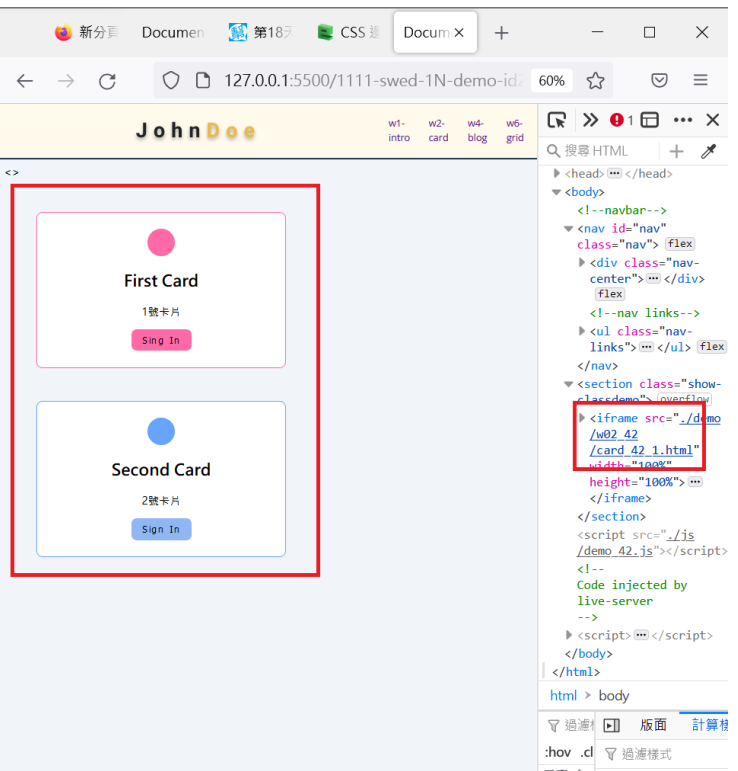 新分頁
Documen
第18天
CSS 選
Docum
127.0.0.1:5500/1111-swed-1N-demo-id2
60%
JohnDoe
w1-
intro
w2-
card
w4-
blog
w6-
grid
<>
First Card
1號卡片
Sing In
Second Card
2號卡片
Sign In
1
搜尋 HTML
<head> ... </head>
<body>
<!--navbar-->
<nav id="nav"
class="nav"> flex
<div class="nav-
center"> ... </div>
flex
<!--nav links-->
<ul class="nav-
links"> ... </ul> flex
</nav>
<section class="show-
classdemo"> overflow
<iframe src="./demo
/w02_42
/card_42_1.html"
width="100%"
height="100%"> ...
</iframe>
</section>
<script src="./js
/demo_42.js"></script>
<!--
Code injected by
live-server
-->
<script> ... </script>
</body>
</html>
html > body
過濾
版面
計算樣
:hov .cl
過濾樣式